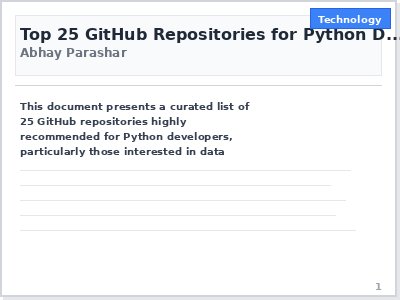 Technology
Top 25 GitHub Repositories for Python D...
Abhay Parashar
This document presents a curated list of
25 GitHub repositories highly
recommended for Python developers,
particularly those interested in data
1